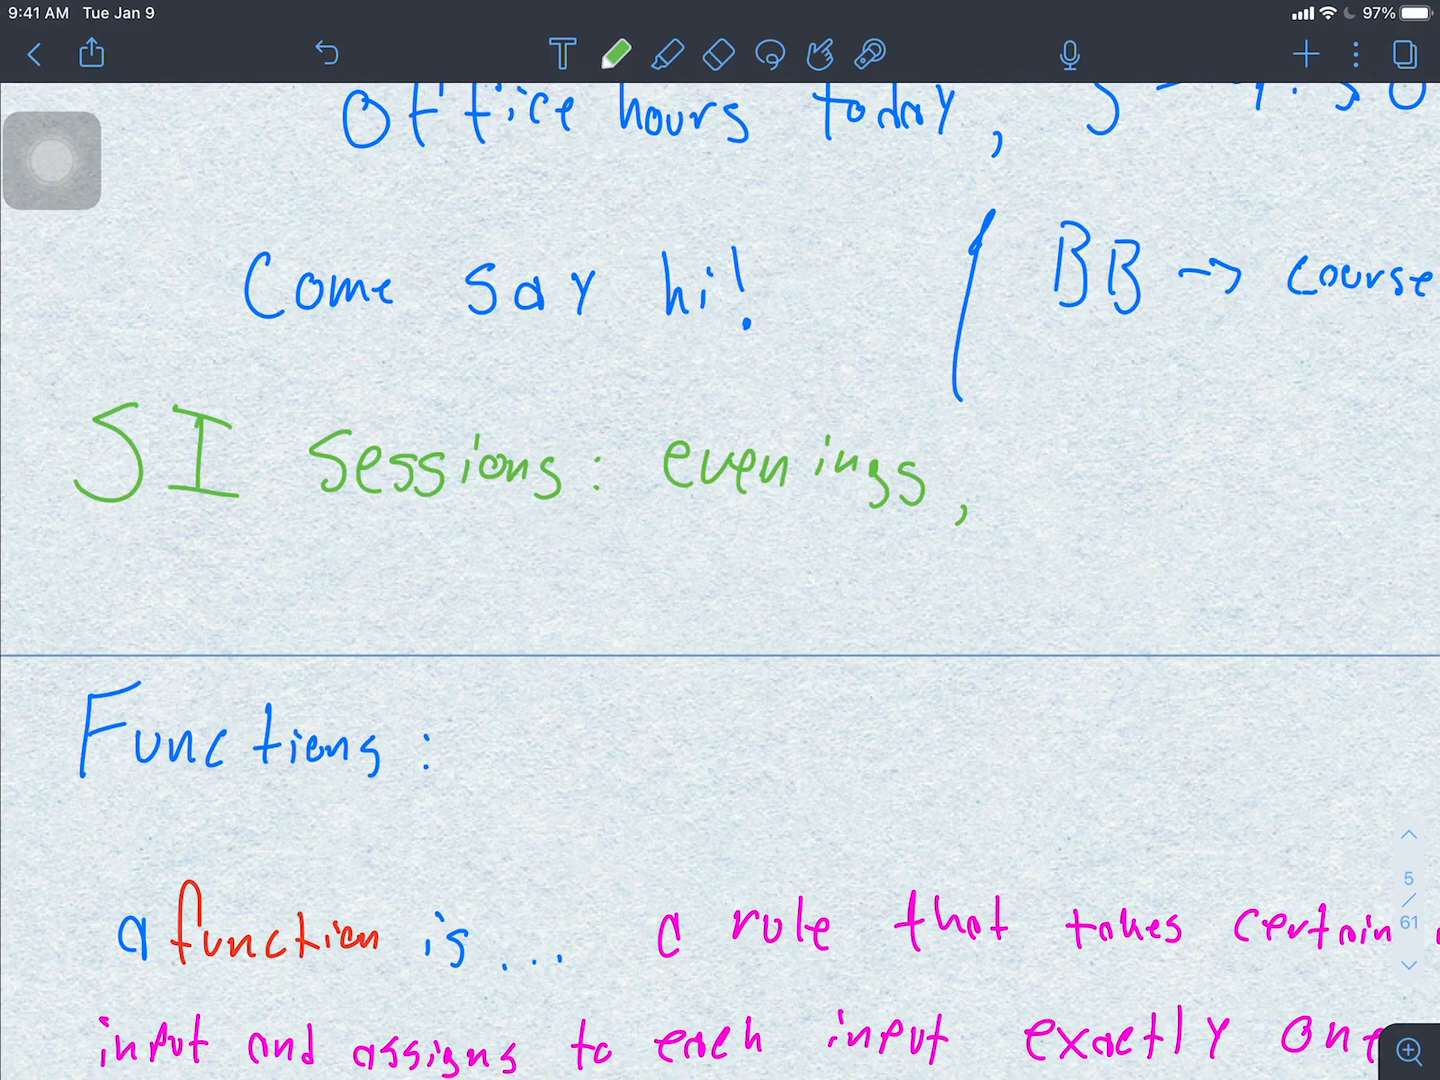 9:41 AM Tue Jan 9 97%
Office hours today,
Come say hi! BB → course
SI sessions: evenings,
Functions:
a function is ... a rule that takes certain
input and assigns to each input exactly one
5
/
61